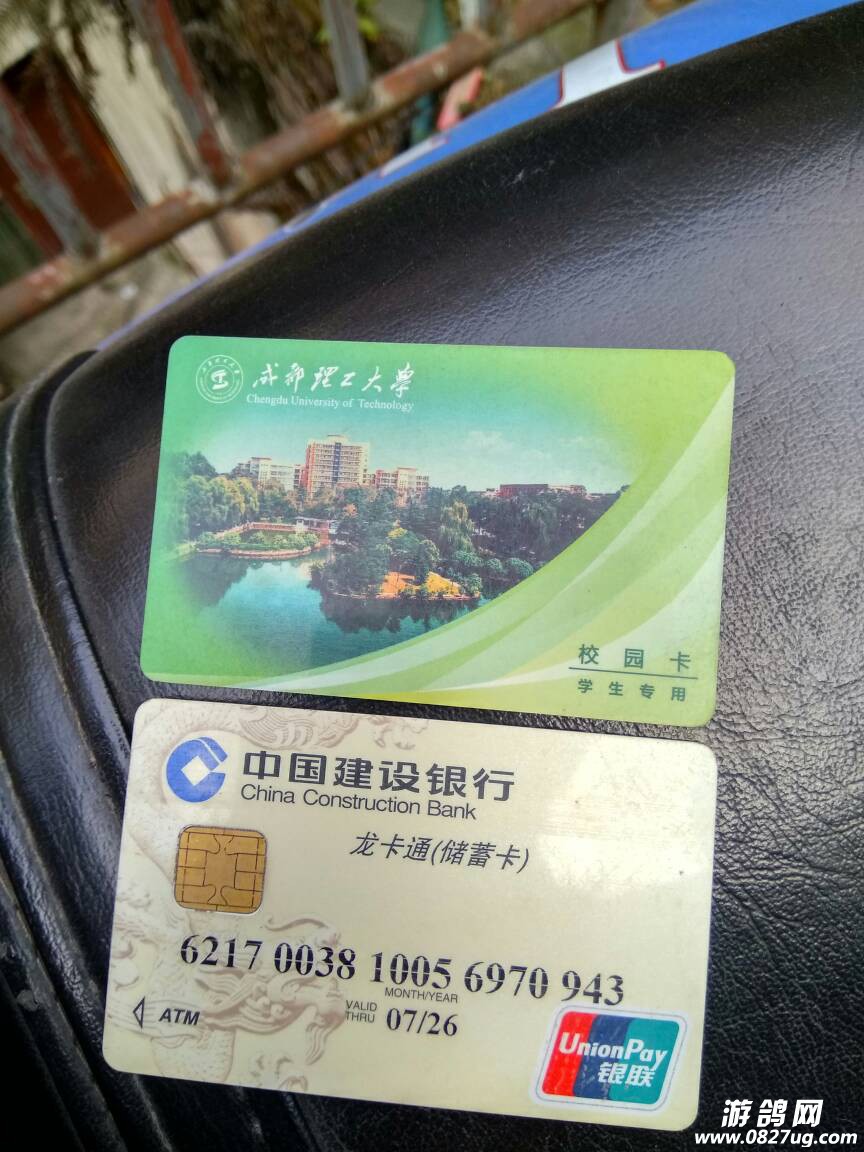 成都理工大学
Chengdu University of Technology
校园卡
学生专用
中国建设银行
China Construction Bank
龙卡通(储蓄卡)
6217 0038 1005 6970 943
MONTH/YEAR
VALID
THRU 07/26
ATM
UnionPay
银联
游鸽网
www.0827ug.com